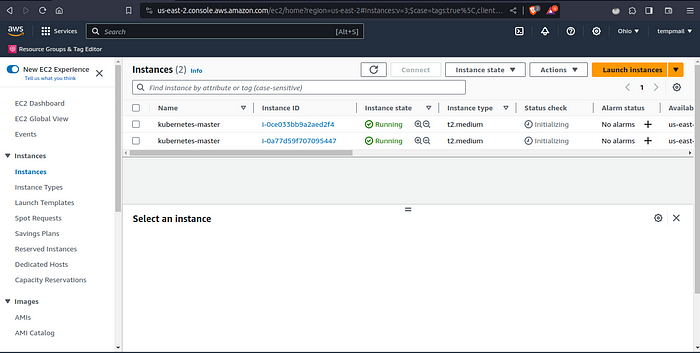 us-east-2.console.aws.amazon.com/ec2/home?region=us-east-2#Instances:v=3;$case=tags:true%5C,client...
aws Services Search [Alt+S] Ohio tempmail
Resource Groups & Tag Editor
New EC2 Experience
Tell us what you think
EC2 Dashboard
EC2 Global View
Events
Instances
Instances
Instance Types
Launch Templates
Spot Requests
Savings Plans
Reserved Instances
Dedicated Hosts
Capacity Reservations
Images
AMIs
AMI Catalog
Instances (2) Info
Connect Instance state Actions Launch instances
Find Instance by attribute or tag (case-sensitive)
1
Name Instance ID Instance state Instance type Status check Alarm status Availab
kubernetes-master i-0ce033bb9a2aed2f4 Running t2.medium Initializing No alarms us-east-
kubernetes-master i-0a77d59f707095447 Running t2.medium Initializing No alarms us-east-
Select an instance